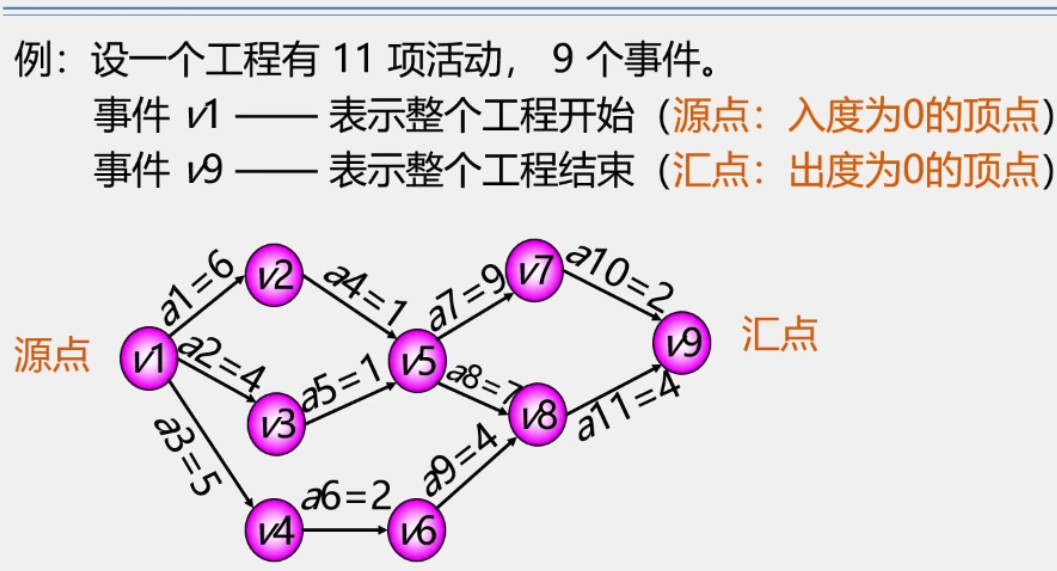 例：设一个工程有 11 项活动， 9 个事件。
事件 v1 —— 表示整个工程开始（源点：入度为0的顶点）
事件 v9 —— 表示整个工程结束（汇点：出度为0的顶点）
a1=6
v2
a4=1
a7=9
v7
a10=2
源点
v1
a2=4
v3
a5=1
v5
a8=7
v8
v9
汇点
a11=4
a3=5
v4
a6=2
v6
a9=4